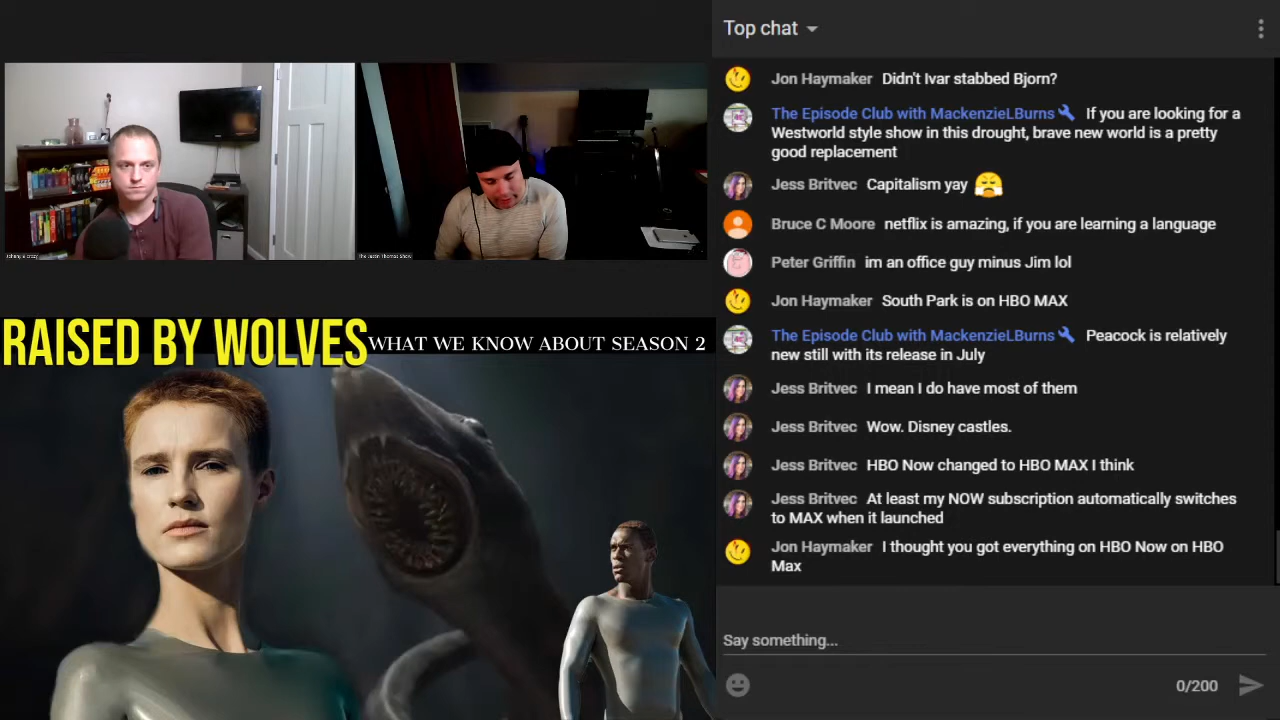 Top chat
Jon Haymaker Didn't Ivar stabbed Bjorn?
The Episode Club with MackenzieLBurns If you are looking for a
Westworld style show in this drought, brave new world is a pretty
good replacement
Jess Britvec Capitalism yay
Bruce C Moore netflix is amazing, if you are learning a language
Peter Griffin im an office guy minus Jim lol
Jon Haymaker South Park is on HBO MAX
The Episode Club with MackenzieLBurns Peacock is relatively
new still with its release in July
Jess Britvec I mean I do have most of them
Jess Britvec Wow. Disney castles.
Jess Britvec HBO Now changed to HBO MAX I think
Jess Britvec At least my NOW subscription automatically switches
to MAX when it launched
Jon Haymaker I thought you got everything on HBO Now on HBO
Max
Say something...
0/200
The Justin Thomas Show
RAISED BY WOLVES
WHAT WE KNOW ABOUT SEASON 2